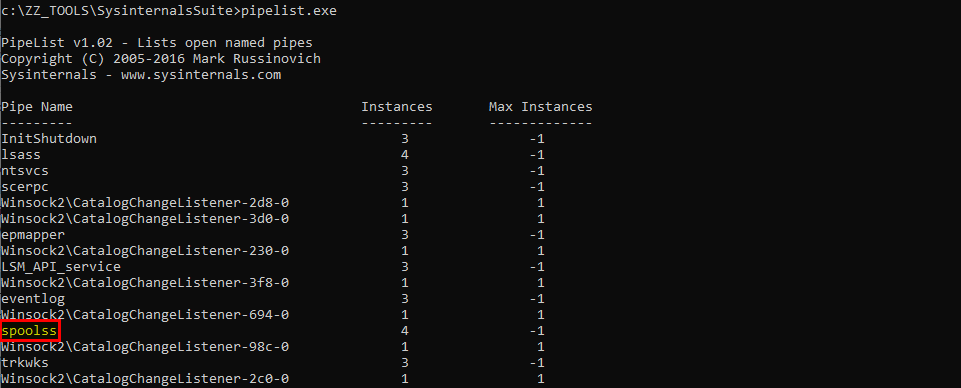 c:\ZZ_TOOLS\SysinternalsSuite>pipelist.exe
PipeList v1.02 - Lists open named pipes
Copyright (C) 2005-2016 Mark Russinovich
Sysinternals - www.sysinternals.com
Pipe Name Instances Max Instances
--------- --------- -------------
InitShutdown 3 -1
lsass 4 -1
ntsvcs 3 -1
scerpc 3 -1
Winsock2\CatalogChangeListener-2d8-0 1 1
Winsock2\CatalogChangeListener-3d0-0 1 1
epmapper 3 -1
Winsock2\CatalogChangeListener-230-0 1 1
LSM_API_service 3 -1
Winsock2\CatalogChangeListener-3f8-0 1 1
eventlog 3 -1
Winsock2\CatalogChangeListener-694-0 1 1
spoolss 4 -1
Winsock2\CatalogChangeListener-98c-0 1 1
trkwks 3 -1
Winsock2\CatalogChangeListener-2c0-0 1 1